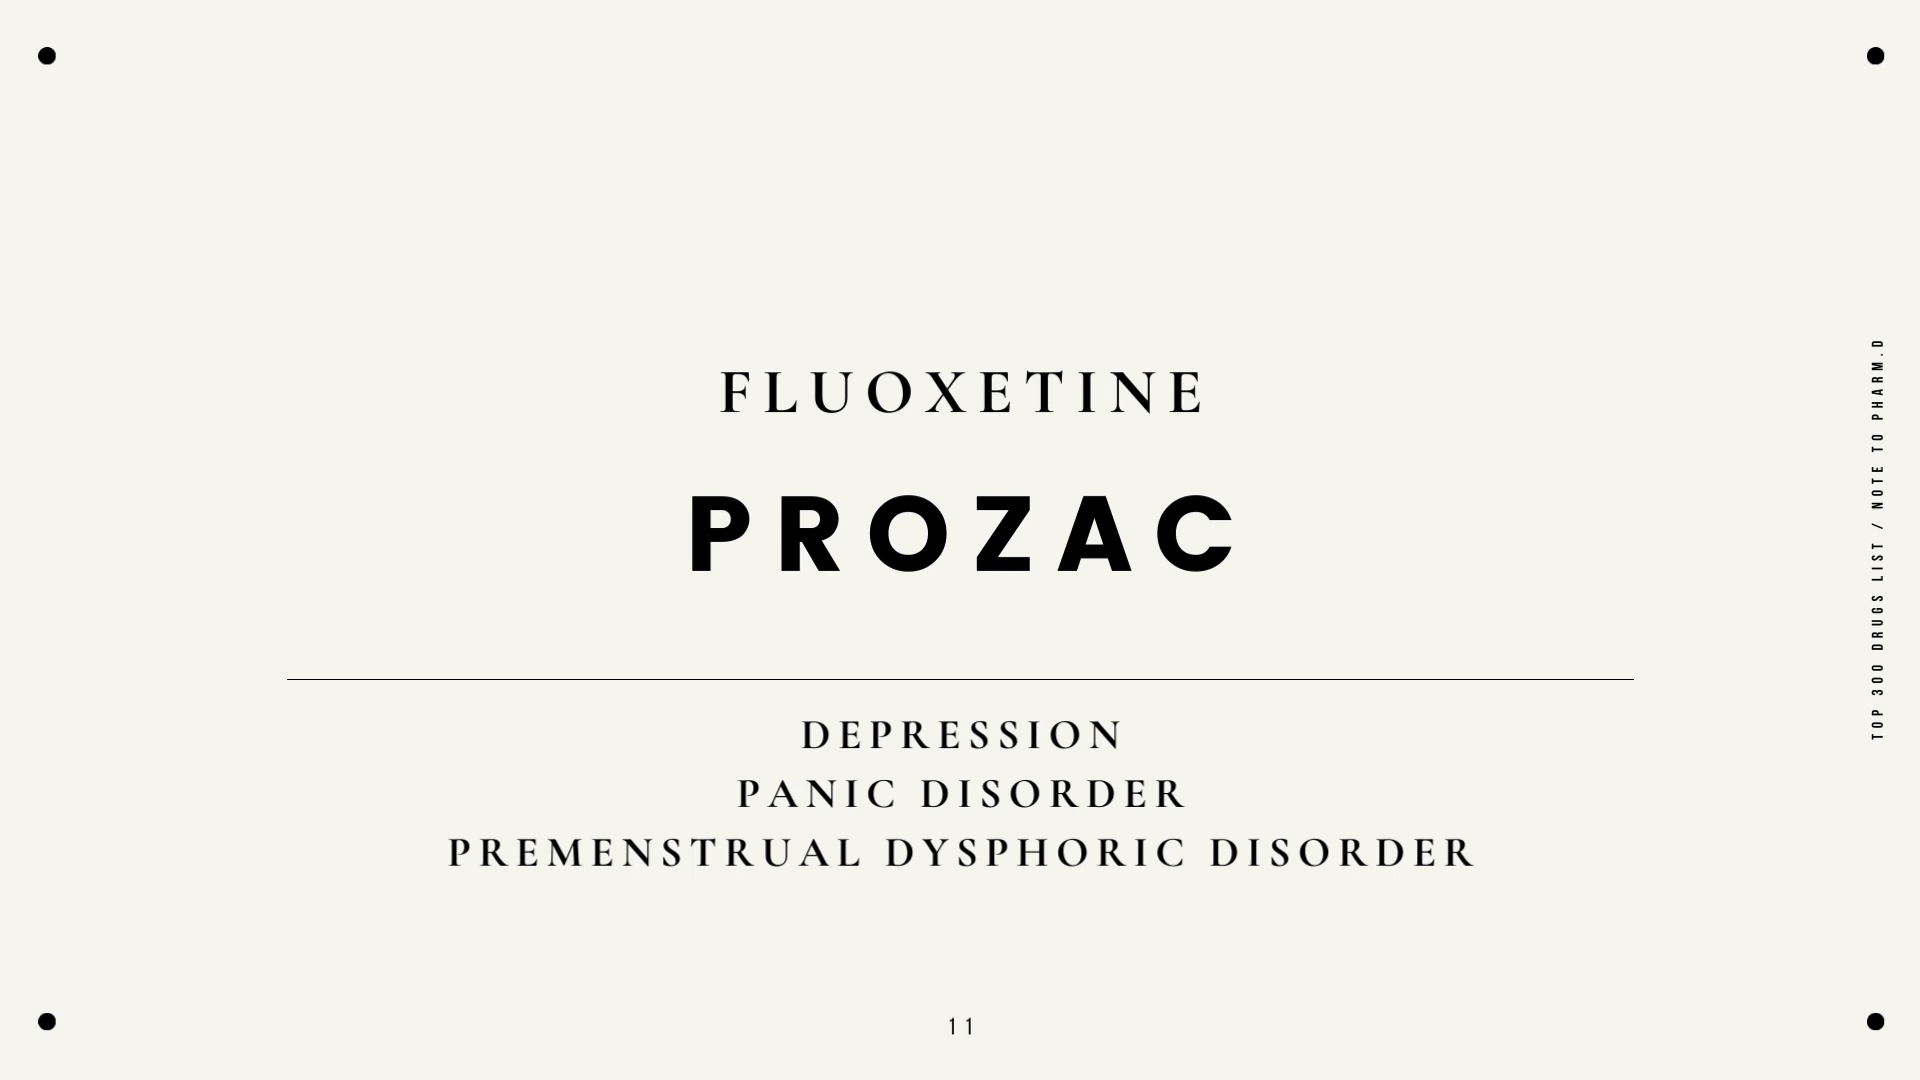 FLUOXETINE
PROZAC
DEPRESSION
PANIC DISORDER
PREMENSTRUAL DYSPHORIC DISORDER
TOP 300 DRUGS LIST / NOTE TO PHARM.D
11